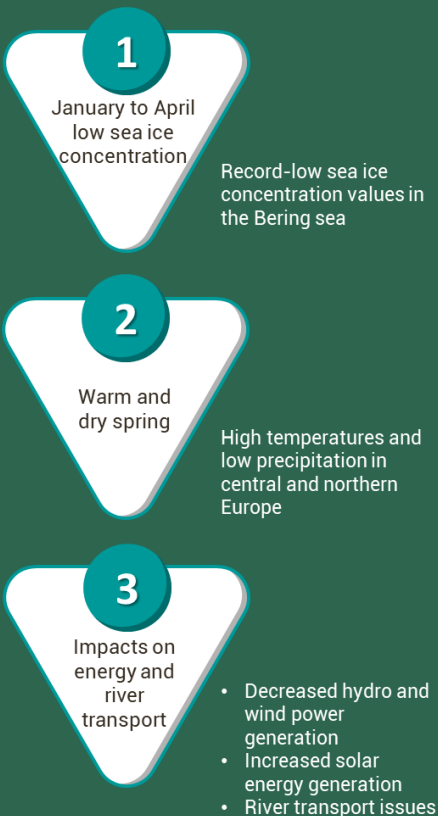 1
January to April
low sea ice
concentration
Record-low sea ice
concentration values in
the Bering sea
2
Warm and
dry spring
High temperatures and
low precipitation in
central and northern
Europe
3
Impacts on
energy and
river
transport
• Decreased hydro and
wind power
generation
• Increased solar
energy generation
• River transport issues